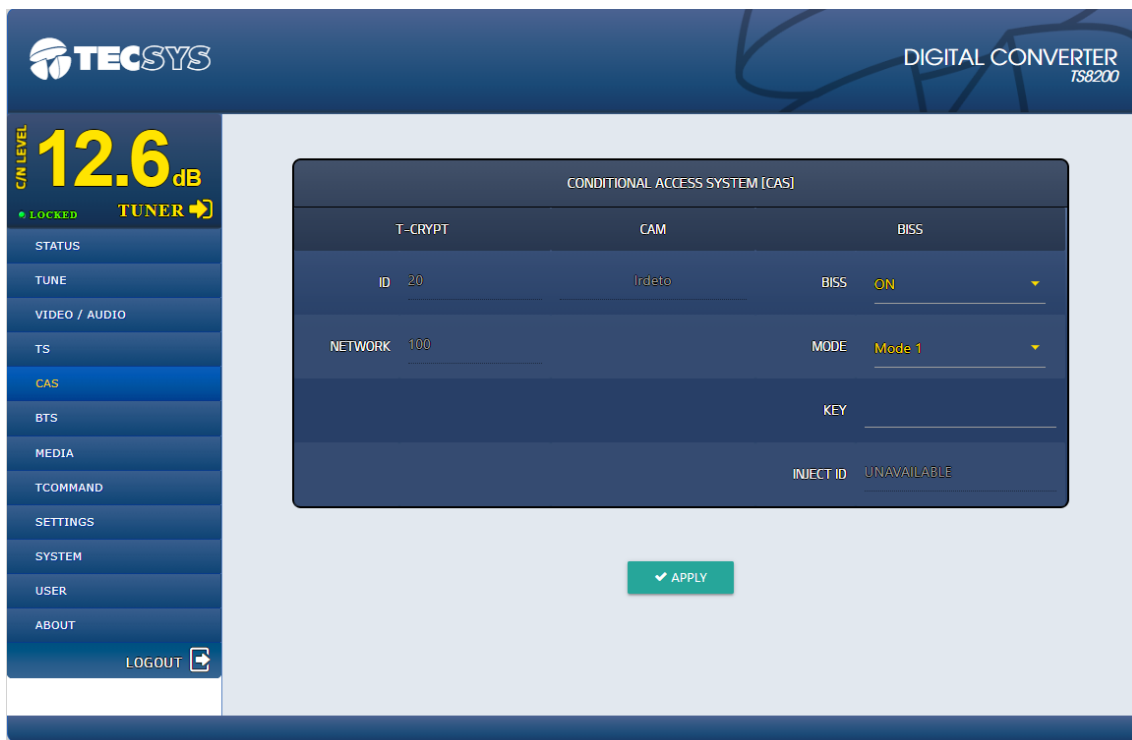 TECSYS
DIGITAL CONVERTER
TS8200
C/N LEVEL
12.6 dB
LOCKED
TUNER
STATUS
TUNE
VIDEO / AUDIO
TS
CAS
BTS
MEDIA
TCOMMAND
SETTINGS
SYSTEM
USER
ABOUT
LOGOUT
CONDITIONAL ACCESS SYSTEM [CAS]
T-CRYPT CAM BISS
ID 20 Irdeto BISS ON
NETWORK 100 MODE Mode 1
KEY
INJECT ID UNAVAILABLE
APPLY